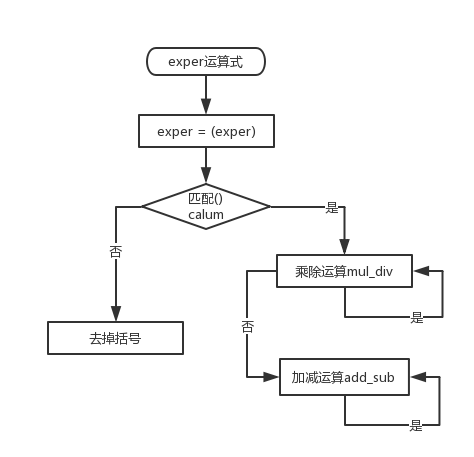 exper运算式
exper = (exper)
匹配()
calum
是
否
乘除运算mul_div
是
否
去掉括号
加减运算add_sub
是